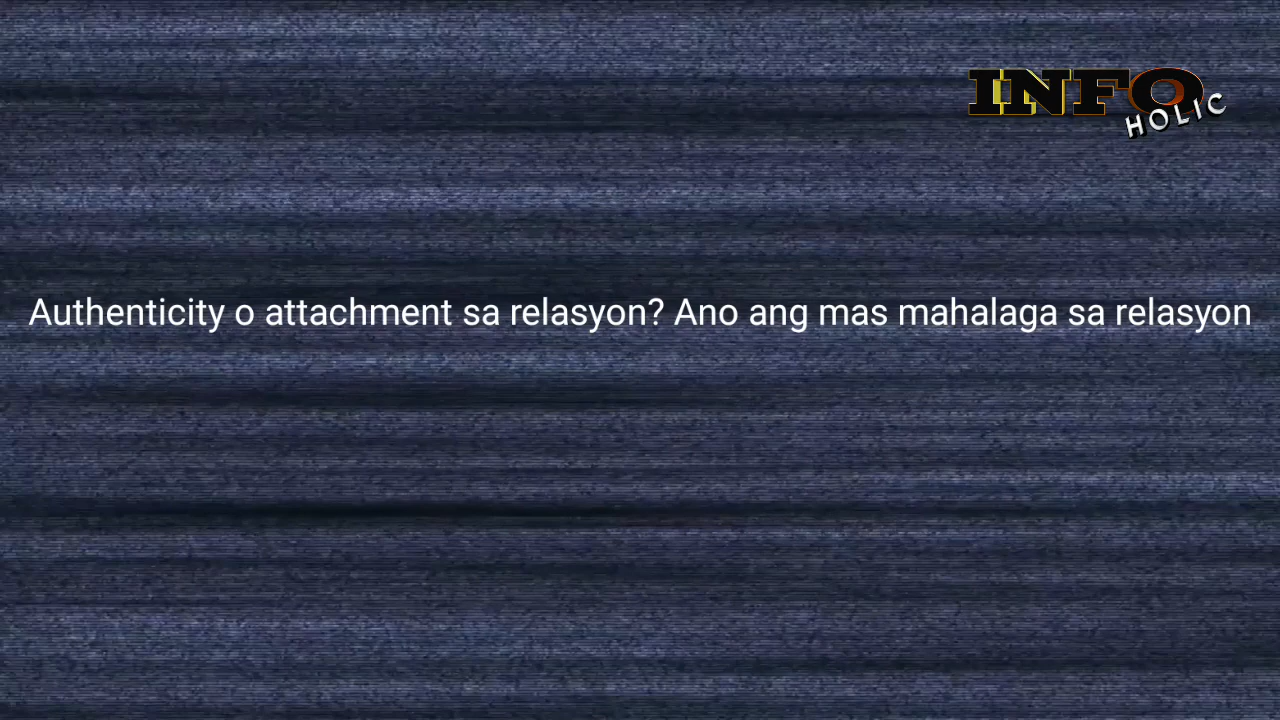 INFO
HOLIC
Authenticity o attachment sa relasyon? Ano ang mas mahalaga sa relasyon